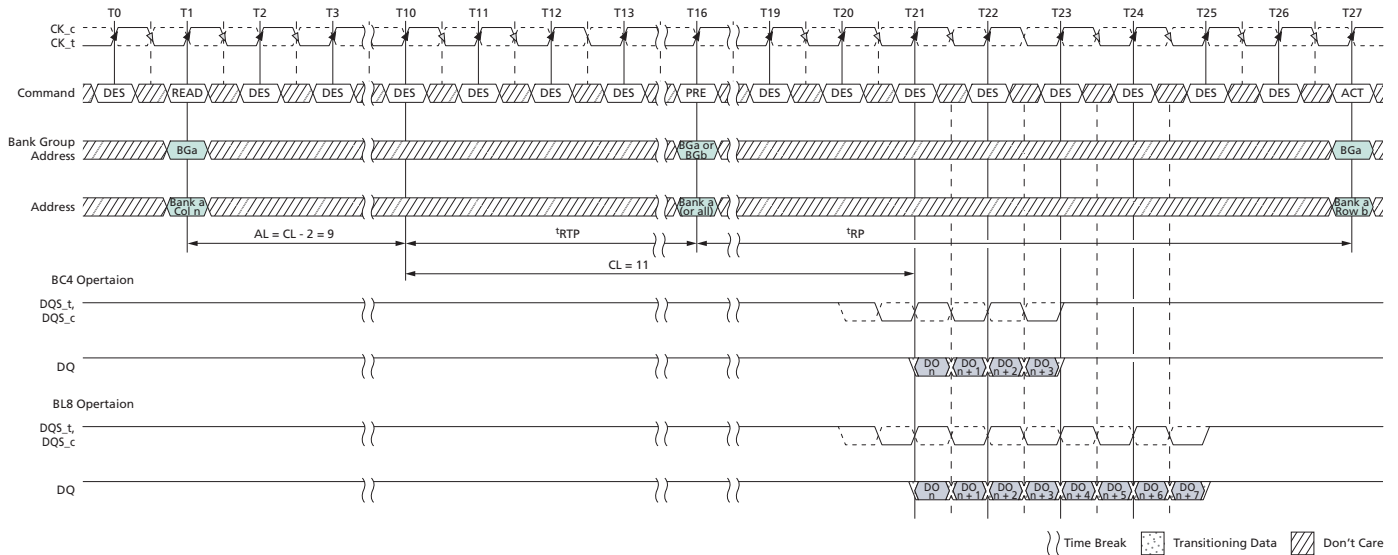 T0 T1 T2 T3 T10 T11 T12 T13 T16 T19 T20 T21 T22 T23 T24 T25 T26 T27
CK_c
CK_t
Command DES READ DES DES DES DES DES DES PRE DES DES DES DES DES DES DES DES ACT
Bank Group
Address
BGa
BGa or
BGb
BGa
Address
Bank a
Col n
Bank a
(or all)
Bank a
Row b
AL = CL - 2 = 9 tRTP tRP
CL = 11
BC4 Opertaion
DQS_t,
DQS_c
DQ
DO
n
DO
n + 1
DO
n + 2
DO
n + 3
BL8 Opertaion
DQS_t,
DQS_c
DQ
DO
n
DO
n + 1
DO
n + 2
DO
n + 3
DO
n + 4
DO
n + 5
DO
n + 6
DO
n + 7
Time Break Transitioning Data Don't Care